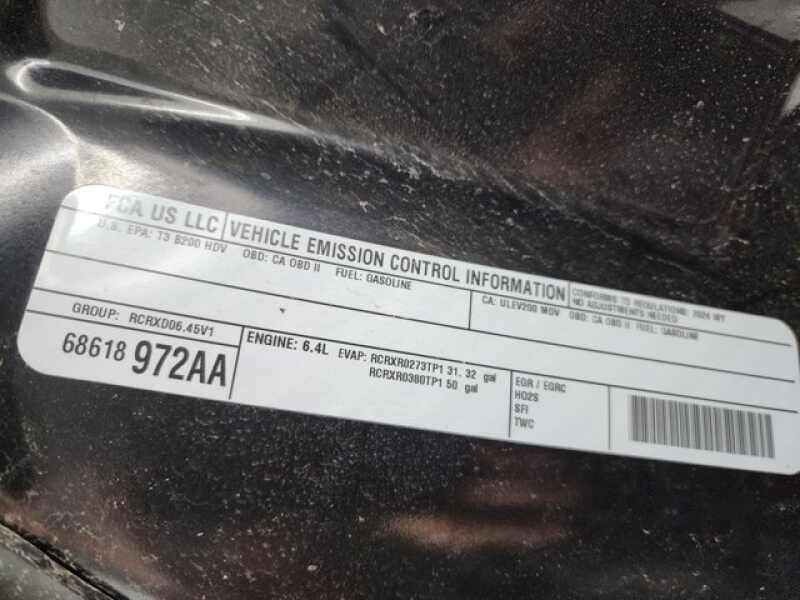 FCA US LLC
VEHICLE EMISSION CONTROL INFORMATION
CONFORMS TO REGULATIONS: 2024 MY
NO ADJUSTMENTS NEEDED
U.S. EPA: T3 B200 HDV OBD: CA OBD II FUEL: GASOLINE
CA: ULEV200 MDV OBD: CA OBD II FUEL: GASOLINE
GROUP: RCRXD06.45V1
68618 972AA
ENGINE: 6.4L EVAP: RCRXR0273TP1 31, 32 gal
RCRXR0380TP1 50 gal
EGR / EGRC
HO2S
SFI
TWC